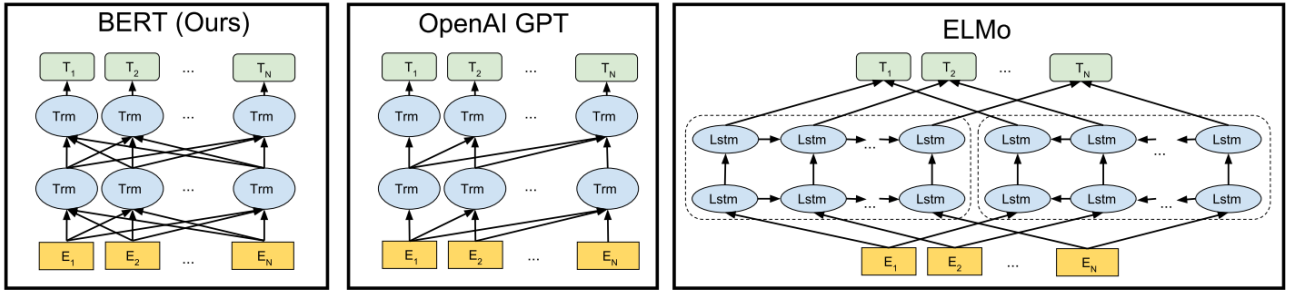 BERT (Ours)
T1 T2 ... TN
Trm Trm ... Trm
Trm Trm ... Trm
E1 E2 ... EN
OpenAI GPT
T1 T2 ... TN
Trm Trm ... Trm
Trm Trm ... Trm
E1 E2 ... EN
ELMo
T1 T2 ... TN
Lstm Lstm ... Lstm Lstm Lstm ... Lstm
Lstm Lstm ... Lstm Lstm Lstm ... Lstm
E1 E2 ... EN